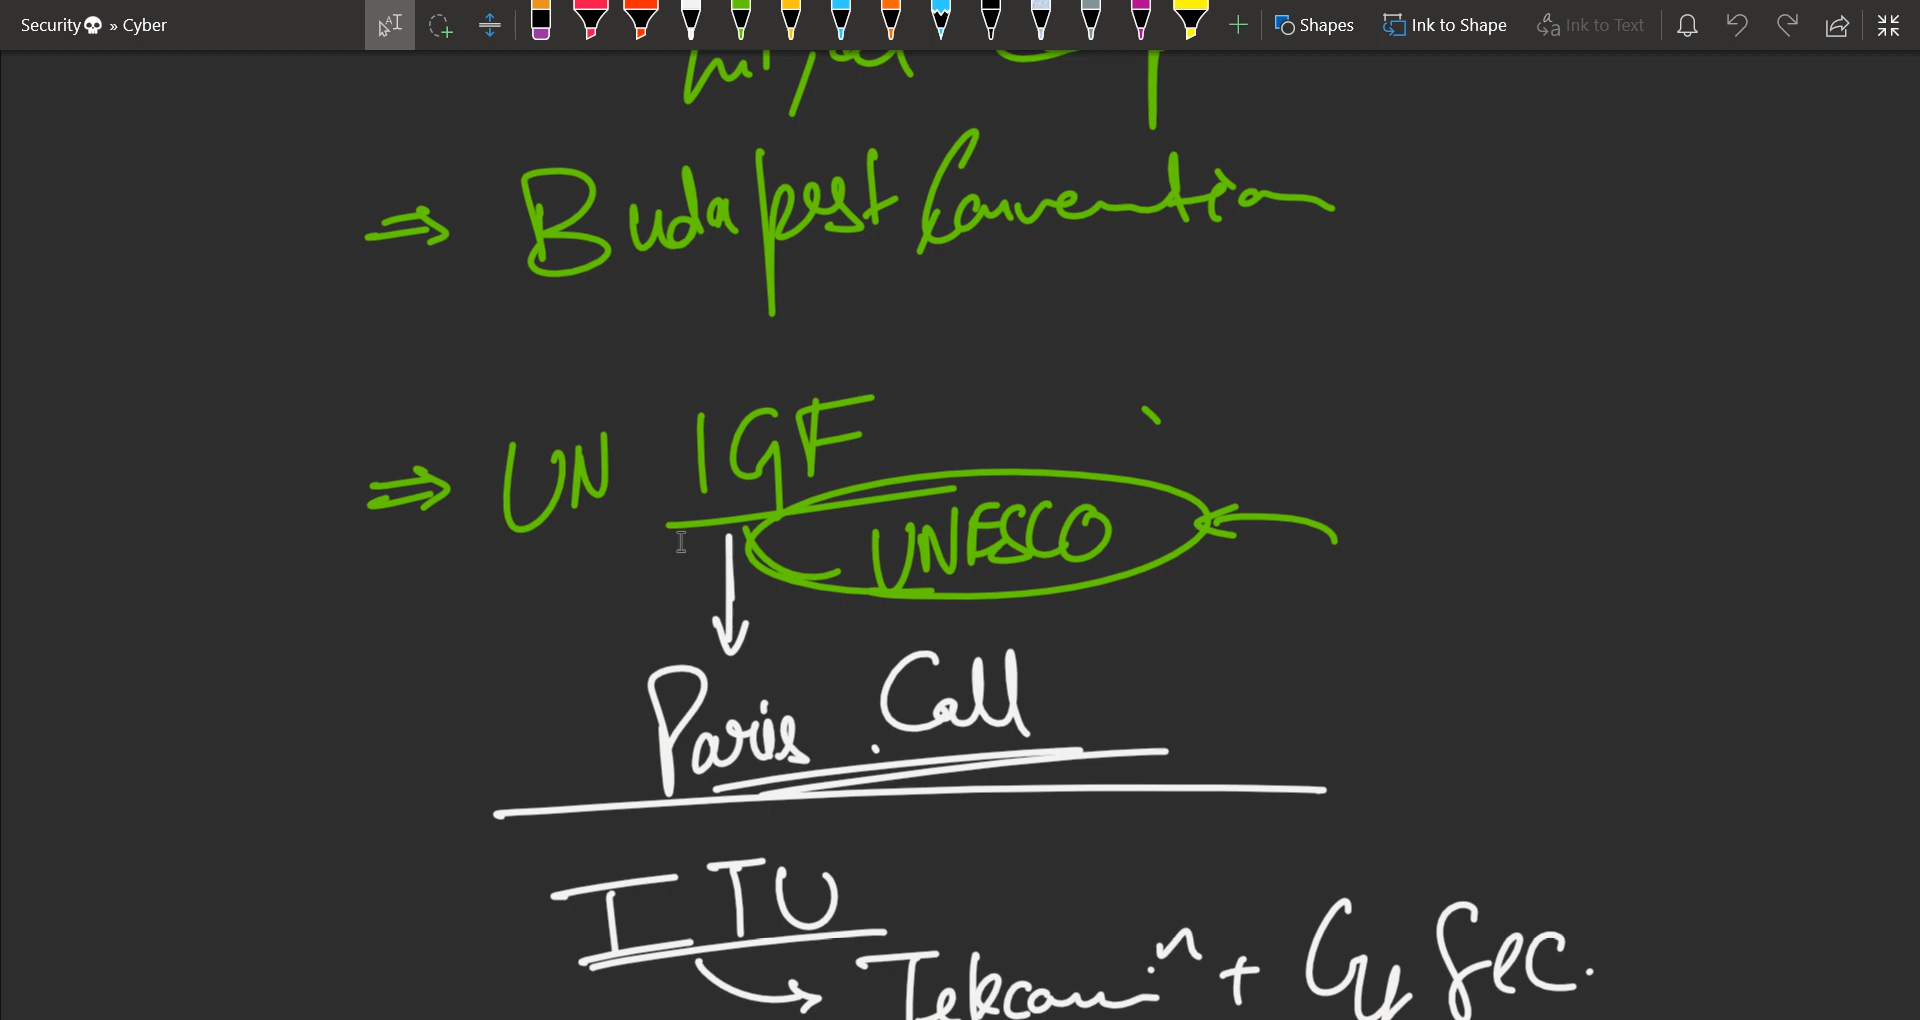 Security💀 » Cyber Shapes Ink to Shape Ink to Text
⇒ Budapest Convention
⇒ UN IGF
UNESCO
Paris Call
ITU
Telecomⁿ + Cy Sec.